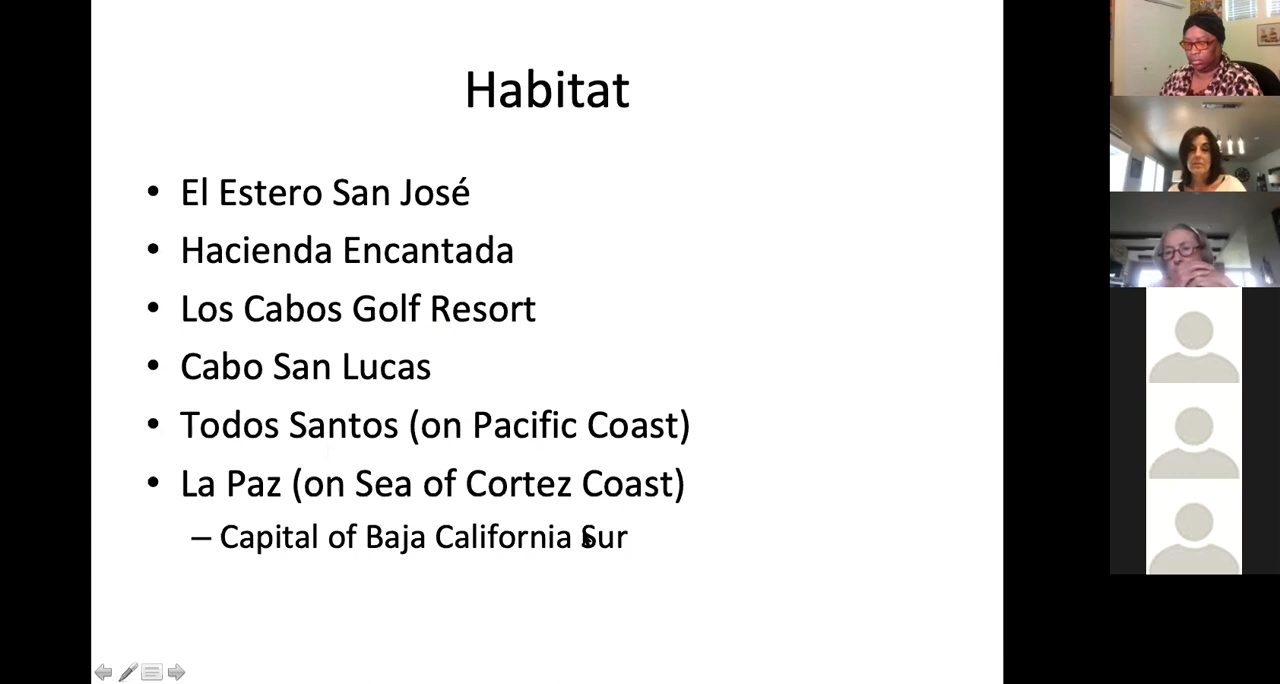 Habitat
• El Estero San José
• Hacienda Encantada
• Los Cabos Golf Resort
• Cabo San Lucas
• Todos Santos (on Pacific Coast)
• La Paz (on Sea of Cortez Coast)
– Capital of Baja California Sur